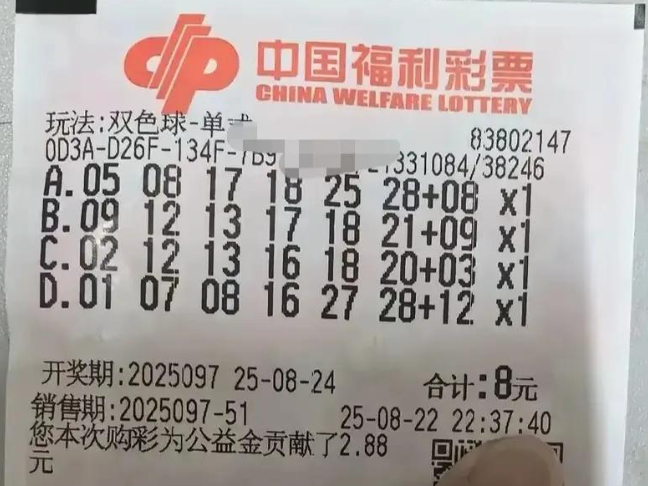 中国福利彩票
CHINA WELFARE LOTTERY
玩法:双色球-单式 83802147
0D3A-D26F-134F-7B9 21331084/38246
A.05 08 17 18 25 28+08 x1
B.09 12 13 17 18 21+09 x1
C.02 12 13 16 18 20+03 x1
D.01 07 08 16 27 28+12 x1
开奖期:2025097 25-08-24 合计:8元
销售期:2025097-51 25-08-22 22:37:40
您本次购彩为公益金贡献了2.88
元